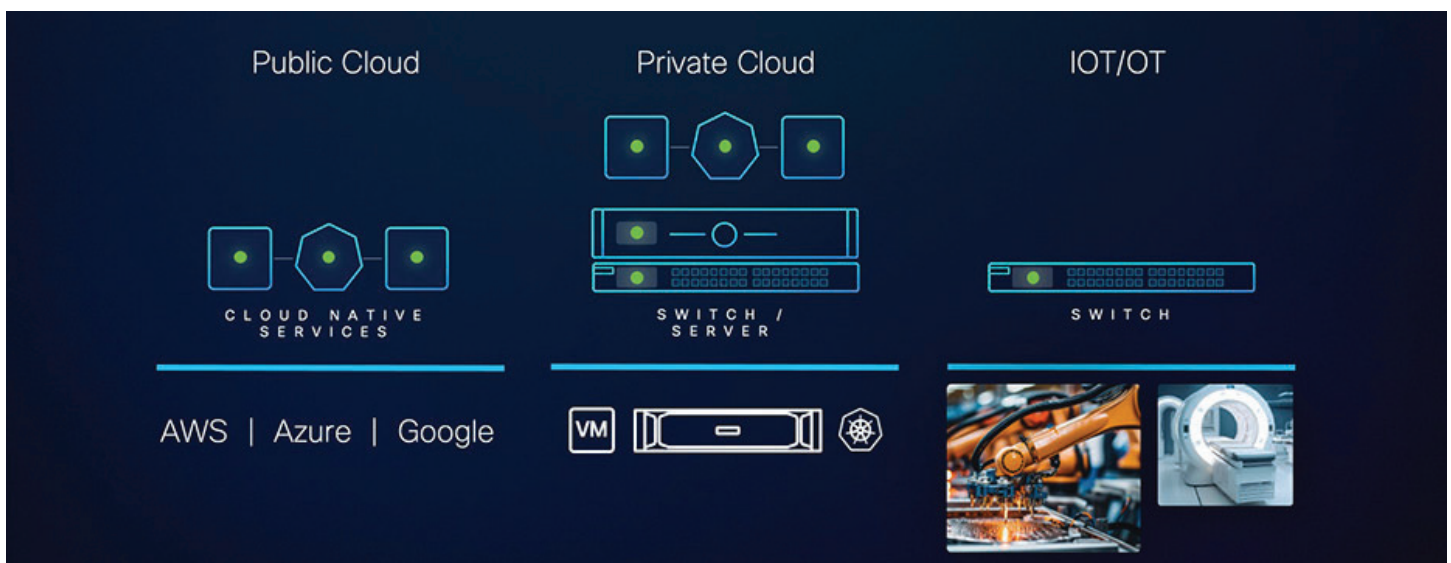 Public Cloud
Private Cloud
IOT/OT
CLOUD NATIVE
SERVICES
SWITCH /
SERVER
SWITCH
AWS | Azure | Google
VM